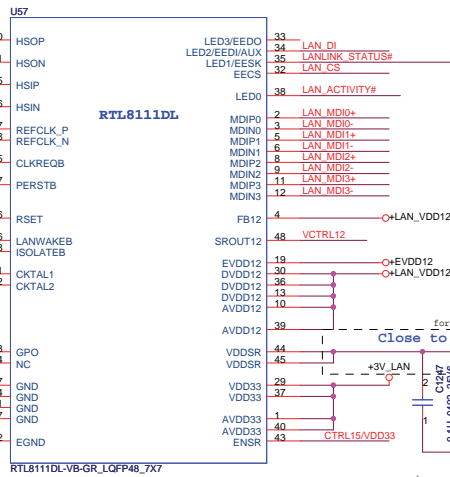 U57
HSOP LED3/EEDO 33
LED2/EEDI/AUX 34 LAN_DI
HSON LED1/EESK 35 LANLINK_STATUS#
EECS 32 LAN_CS
HSIP
LED0 38 LAN_ACTIVITY#
HSIN
RTL8111DL
MDIP0 2 LAN_MDI0+
REFCLK_P MDIN0 3 LAN_MDI0-
REFCLK_N MDIP1 5 LAN_MDI1+
MDIN1 6 LAN_MDI1-
CLKREQB MDIP2 8 LAN_MDI2+
MDIN2 9 LAN_MDI2-
PERSTB MDIP3 11 LAN_MDI3+
MDIN3 12 LAN_MDI3-
RSET FB12 4 +LAN_VDD12
LANWAKEB SROUT12 48 VCTRL12
ISOLATEB
EVDD12 19 +EVDD12
CKTAL1 DVDD12 30 +LAN_VDD12
CKTAL2 DVDD12 36
DVDD12 13
AVDD12 10
for
AVDD12 39
Close to
GPO VDDSR 44
NC VDDSR 45
+3V_LAN
GND VDD33 29
GND VDD33 37
GND
GND AVDD33 1
AVDD33 40
EGND ENSR 43 CTRL15/VDD33
2
C1247
1
RTL8111DL-VB-GR_LQFP48_7X7